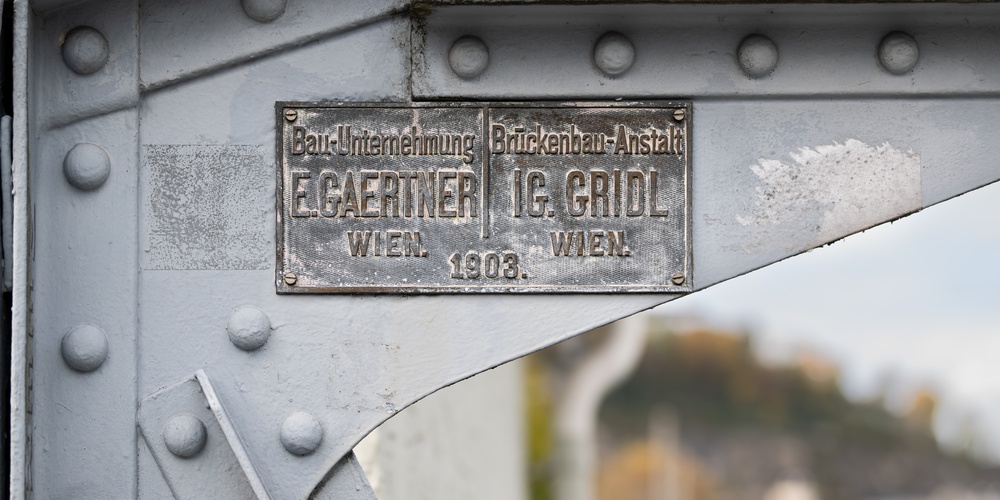 Bau-Unternehmung
E.GAERTNER
WIEN.
Brückenbau-Anstalt
IG. GRIDL
WIEN.
1903.